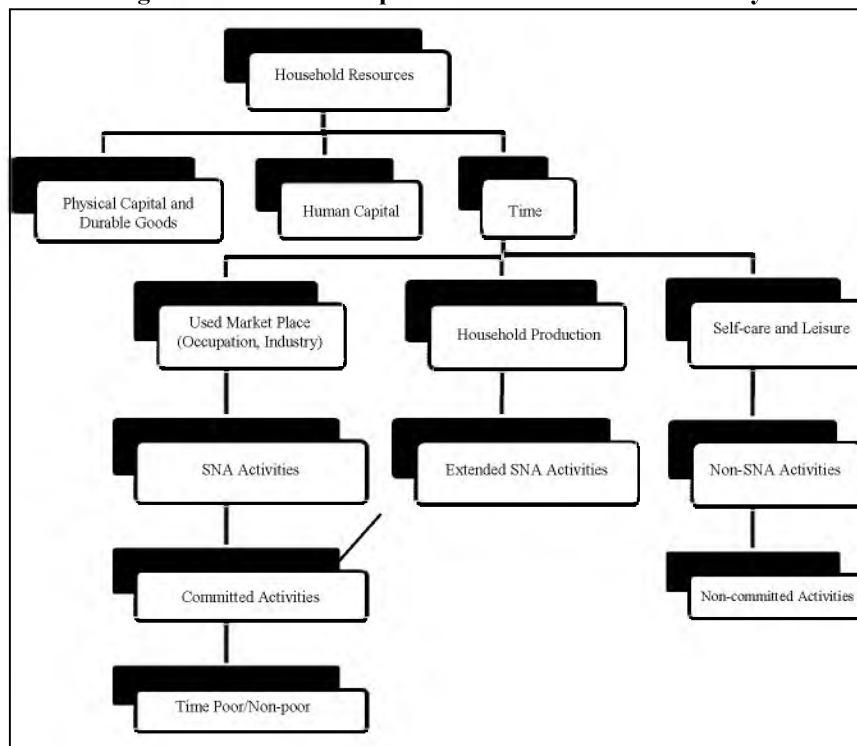 Household Resources
Physical Capital and
Durable Goods
Human Capital
Time
Used Market Place
(Occupation, Industry)
Household Production
Self-care and Leisure
SNA Activities
Extended SNA Activities
Non-SNA Activities
Committed Activities
Non-committed Activities
Time Poor/Non-poor